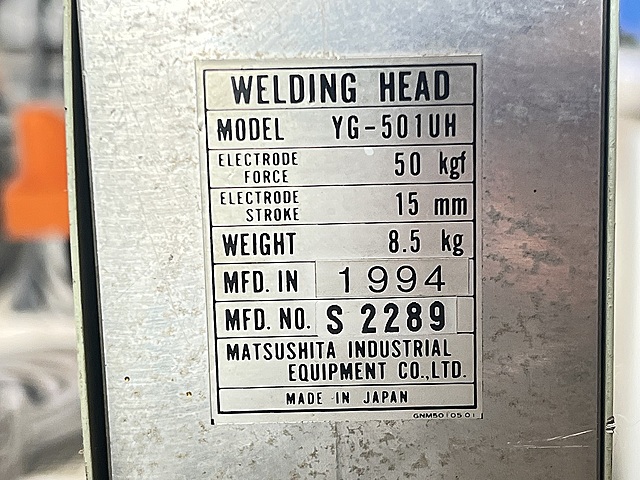 WELDING HEAD
MODEL YG-501UH
ELECTRODE FORCE 50 kgf
ELECTRODE STROKE 15 mm
WEIGHT 8.5 kg
MFD. IN 1994
MFD. NO. S 2289
MATSUSHITA INDUSTRIAL
EQUIPMENT CO.,LTD.
MADE IN JAPAN